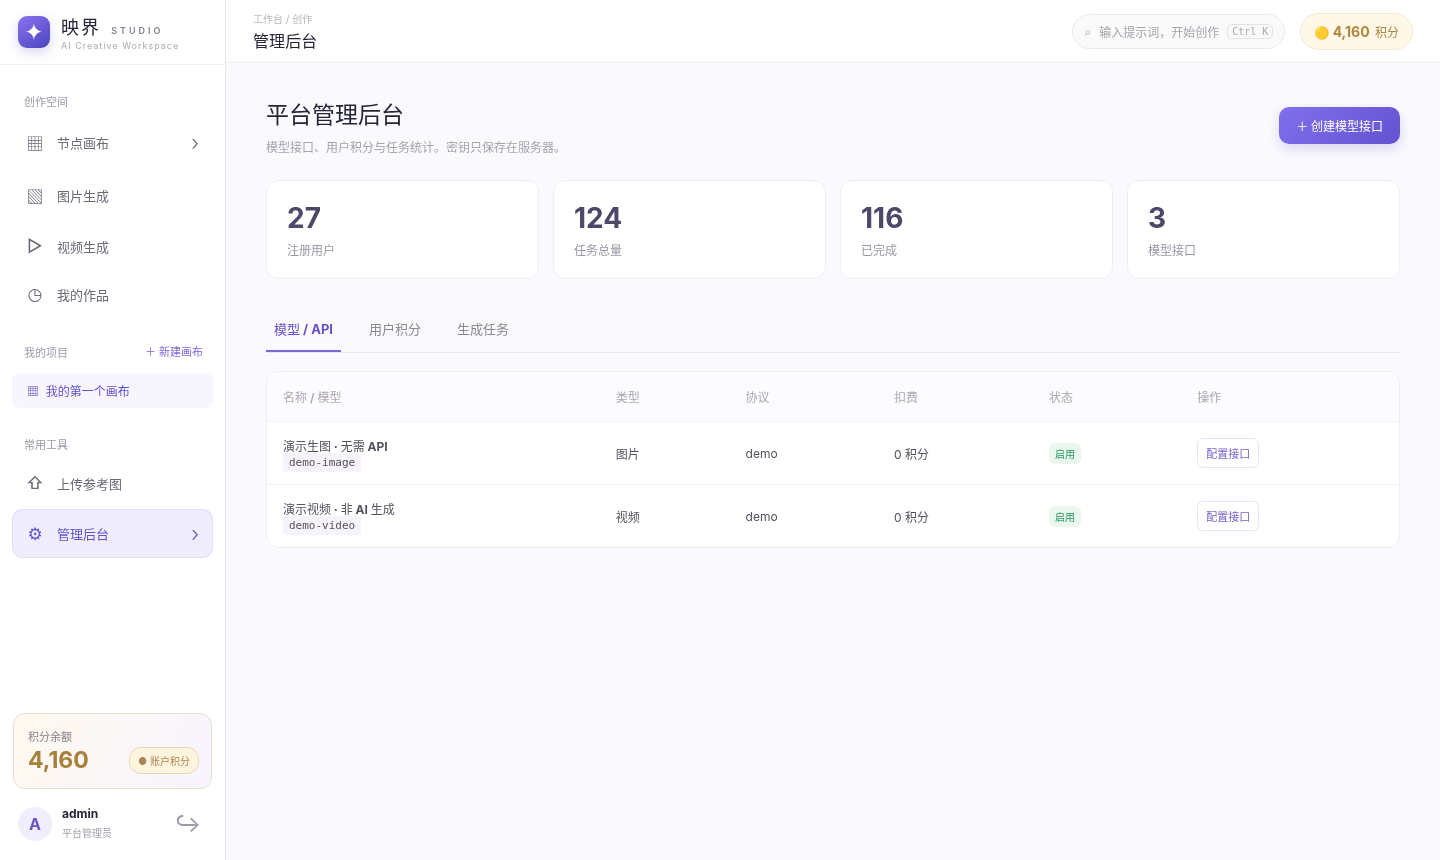 映界 STUDIO
AI Creative Workspace
创作空间
节点画布
图片生成
视频生成
我的作品
我的项目 ＋ 新建画布
我的第一个画布
常用工具
上传参考图
管理后台
积分余额
4,160
账户积分
A
admin
平台管理员
工作台 / 创作
管理后台
输入提示词，开始创作 Ctrl K
4,160 积分
平台管理后台
模型接口、用户积分与任务统计。密钥只保存在服务器。
＋ 创建模型接口
27
注册用户
124
任务总量
116
已完成
3
模型接口
模型 / API 用户积分 生成任务
名称 / 模型 类型 协议 扣费 状态 操作
演示生图 · 无需 API
demo-image
图片 demo 0 积分 启用 配置接口
演示视频 · 非 AI 生成
demo-video
视频 demo 0 积分 启用 配置接口